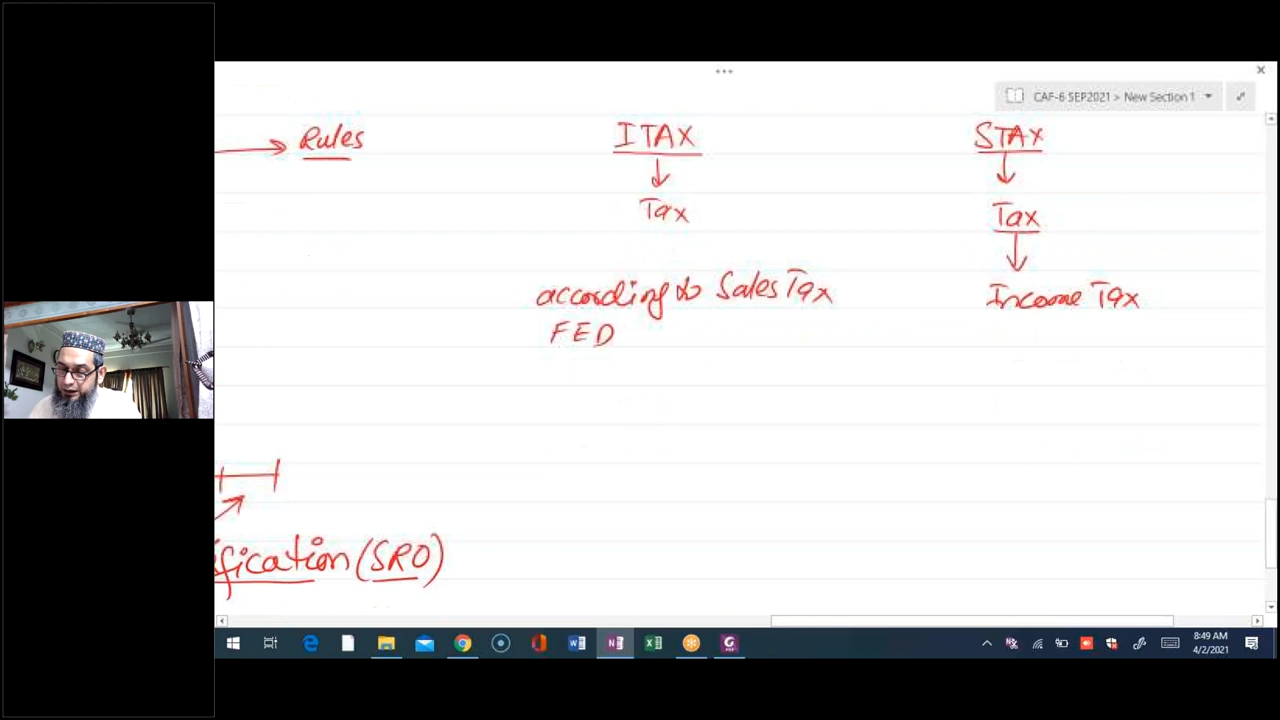 CAF-6 SEP2021 > New Section 1
Rules
ITAX
STAX
Tax
Tax
according to Sales Tax
Income Tax
FED
ification (SRO)
8:49 AM
4/2/2021